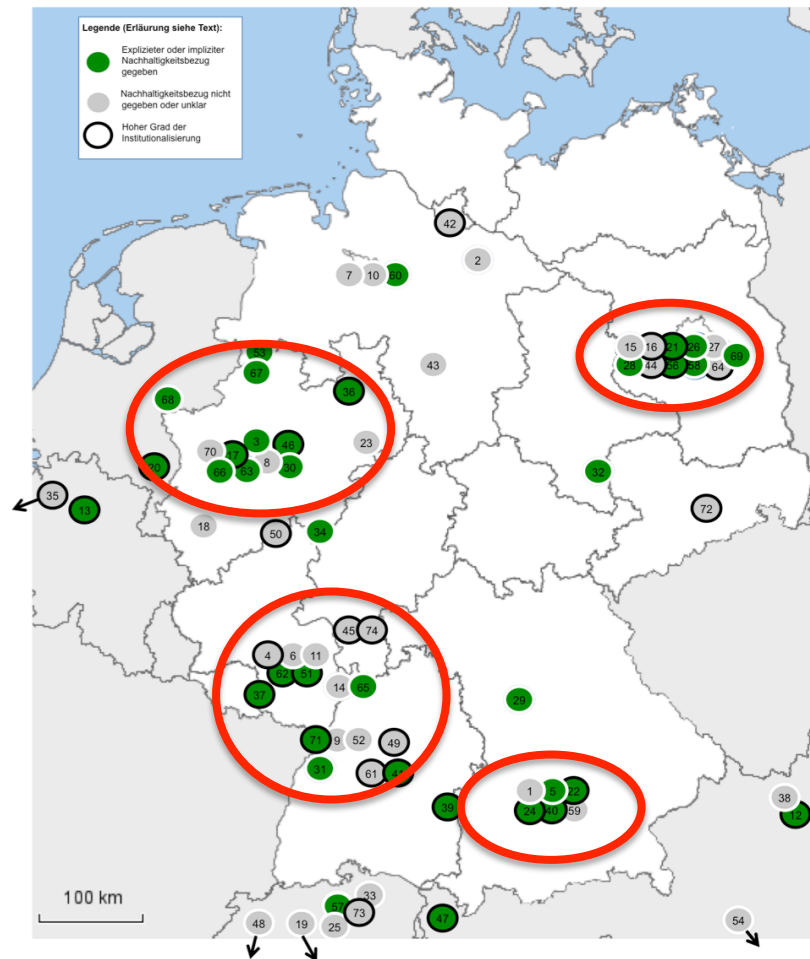 Legende (Erläurung siehe Text):
Explizieter oder impliziter
Nachhaltigkeitsbezug
gegeben
Nachhaltigkeitsbezug nicht
gegeben oder unklar
Hoher Grad der
Institutionalisierung
42
2
7 10 60
15 16 21 26 27
69
28 44 56 58 64
53
67
43
36
68
3 46 23
70 17
8
20 66 63 30
32
35
13
72
18
50 34
45 74
4 6 11
62 51
37 14 65
29
71 9 52 49
31 61 41
1 5 22
38
39 24 40 59
12
100 km
33
57
73
47
48 19 25
54